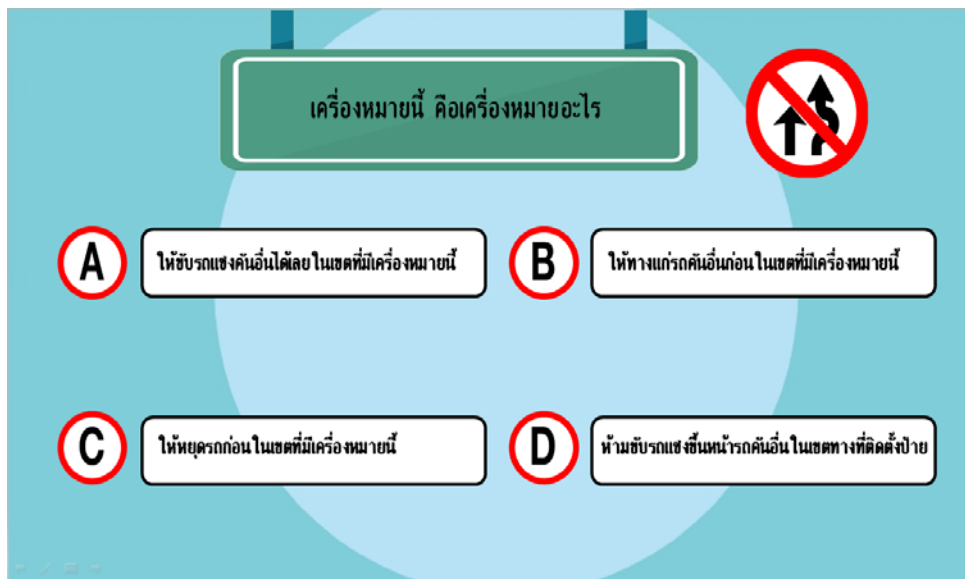 เครื่องหมายนี้ คือเครื่องหมายอะไร
A
ให้ขับรถแซงคันอื่นได้เลย ในเขตที่มีเครื่องหมายนี้
B
ให้ทางแก่รถคันอื่นก่อน ในเขตที่มีเครื่องหมายนี้
C
ให้หยุดรถก่อน ในเขตที่มีเครื่องหมายนี้
D
ห้ามขับรถแซงขึ้นหน้ารถคันอื่น ในเขตทางที่ติดตั้งป้าย